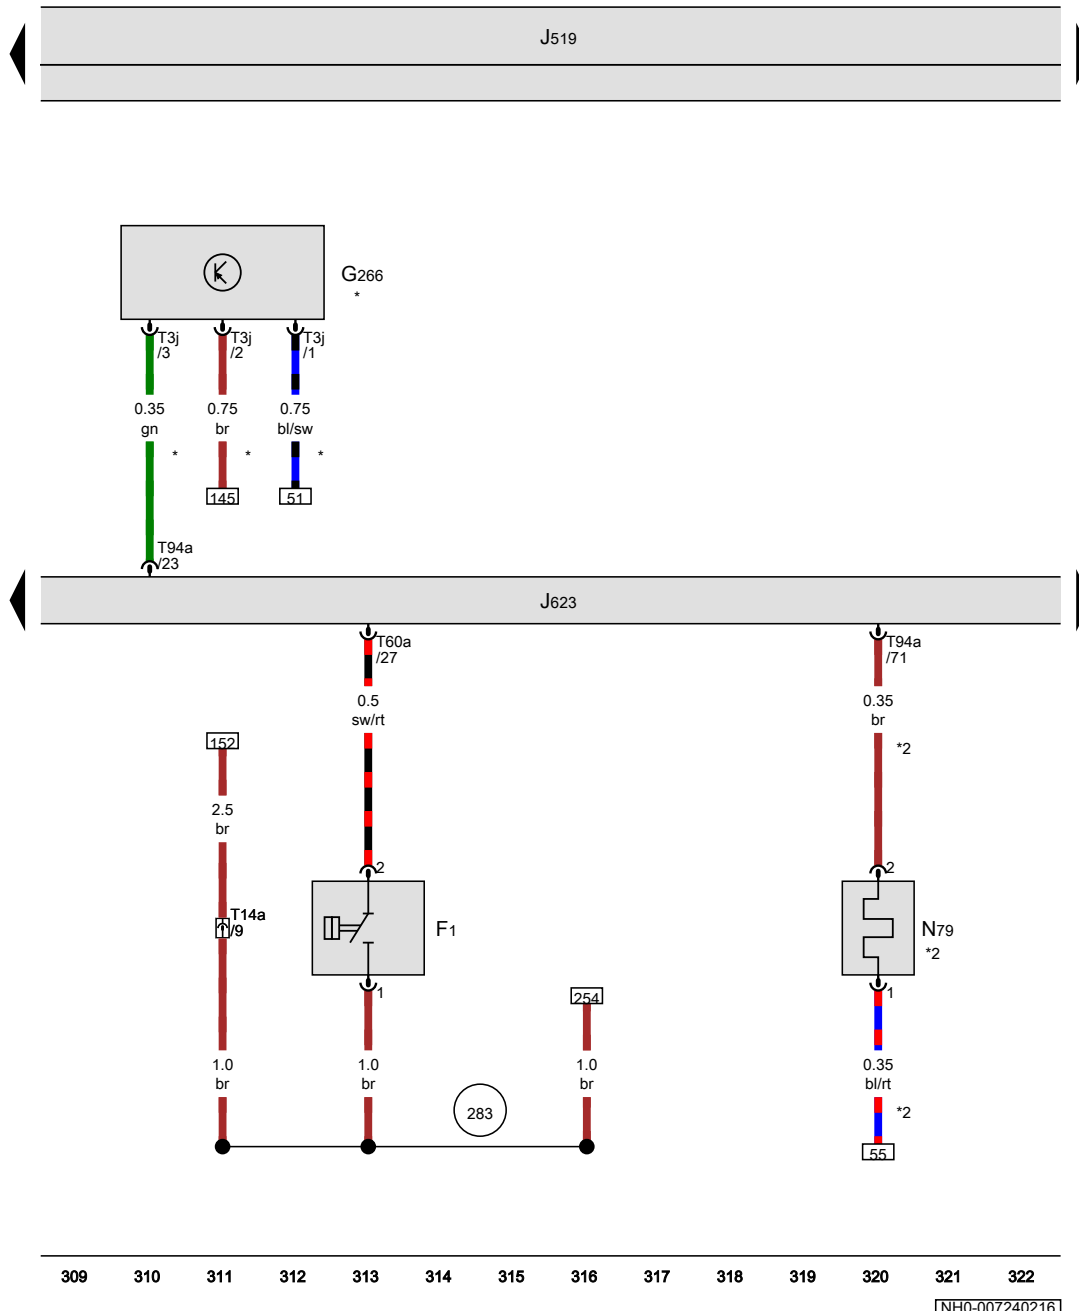 J519
G266
*
T3j
/3
T3j
/2
T3j
/1
0.35
gn
*
0.75
br
*
0.75
bl/sw
*
145
51
T94a
/23
J623
T60a
/27
T94a
/71
0.5
sw/rt
0.35
br
*2
152
2.5
br
2
2
T14a
/9
F1
N79
*2
1
254
1
1.0
br
1.0
br
283
1.0
br
0.35
bl/rt
*2
55
309 310 311 312 313 314 315 316 317 318 319 320 321 322
NH0-007240216